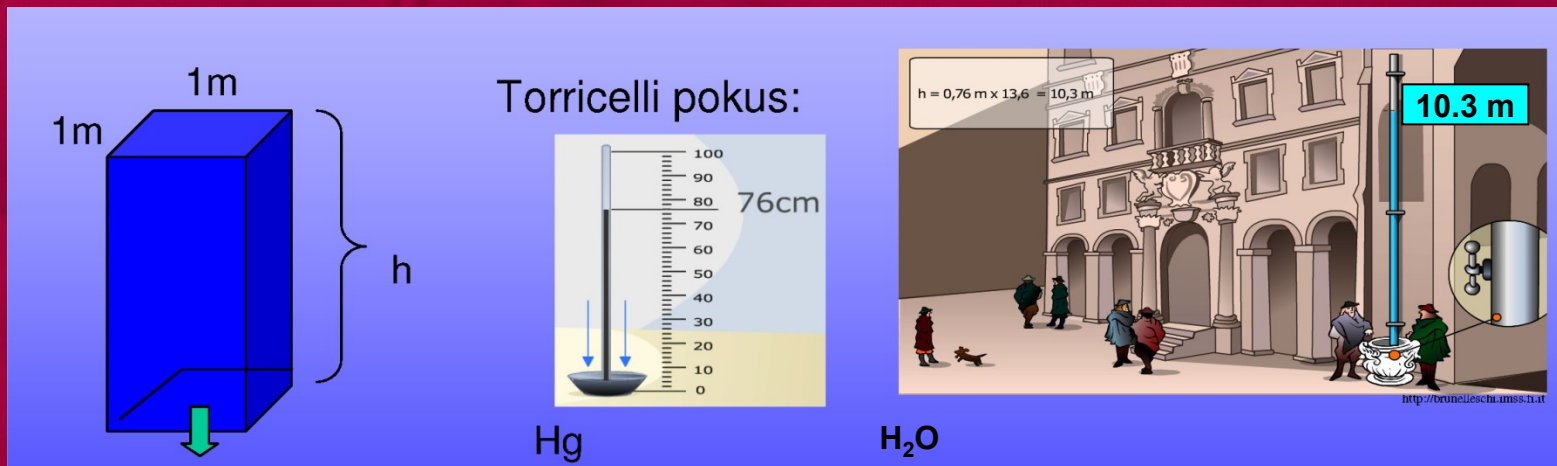 1m
1m
h
Torricelli pokus:
100
90
80
70
60
50
40
30
20
10
0
76cm
Hg
h = 0,76 m x 13,6 = 10,3 m
10.3 m
http://brunelleschi.imss.fi.it
H₂O